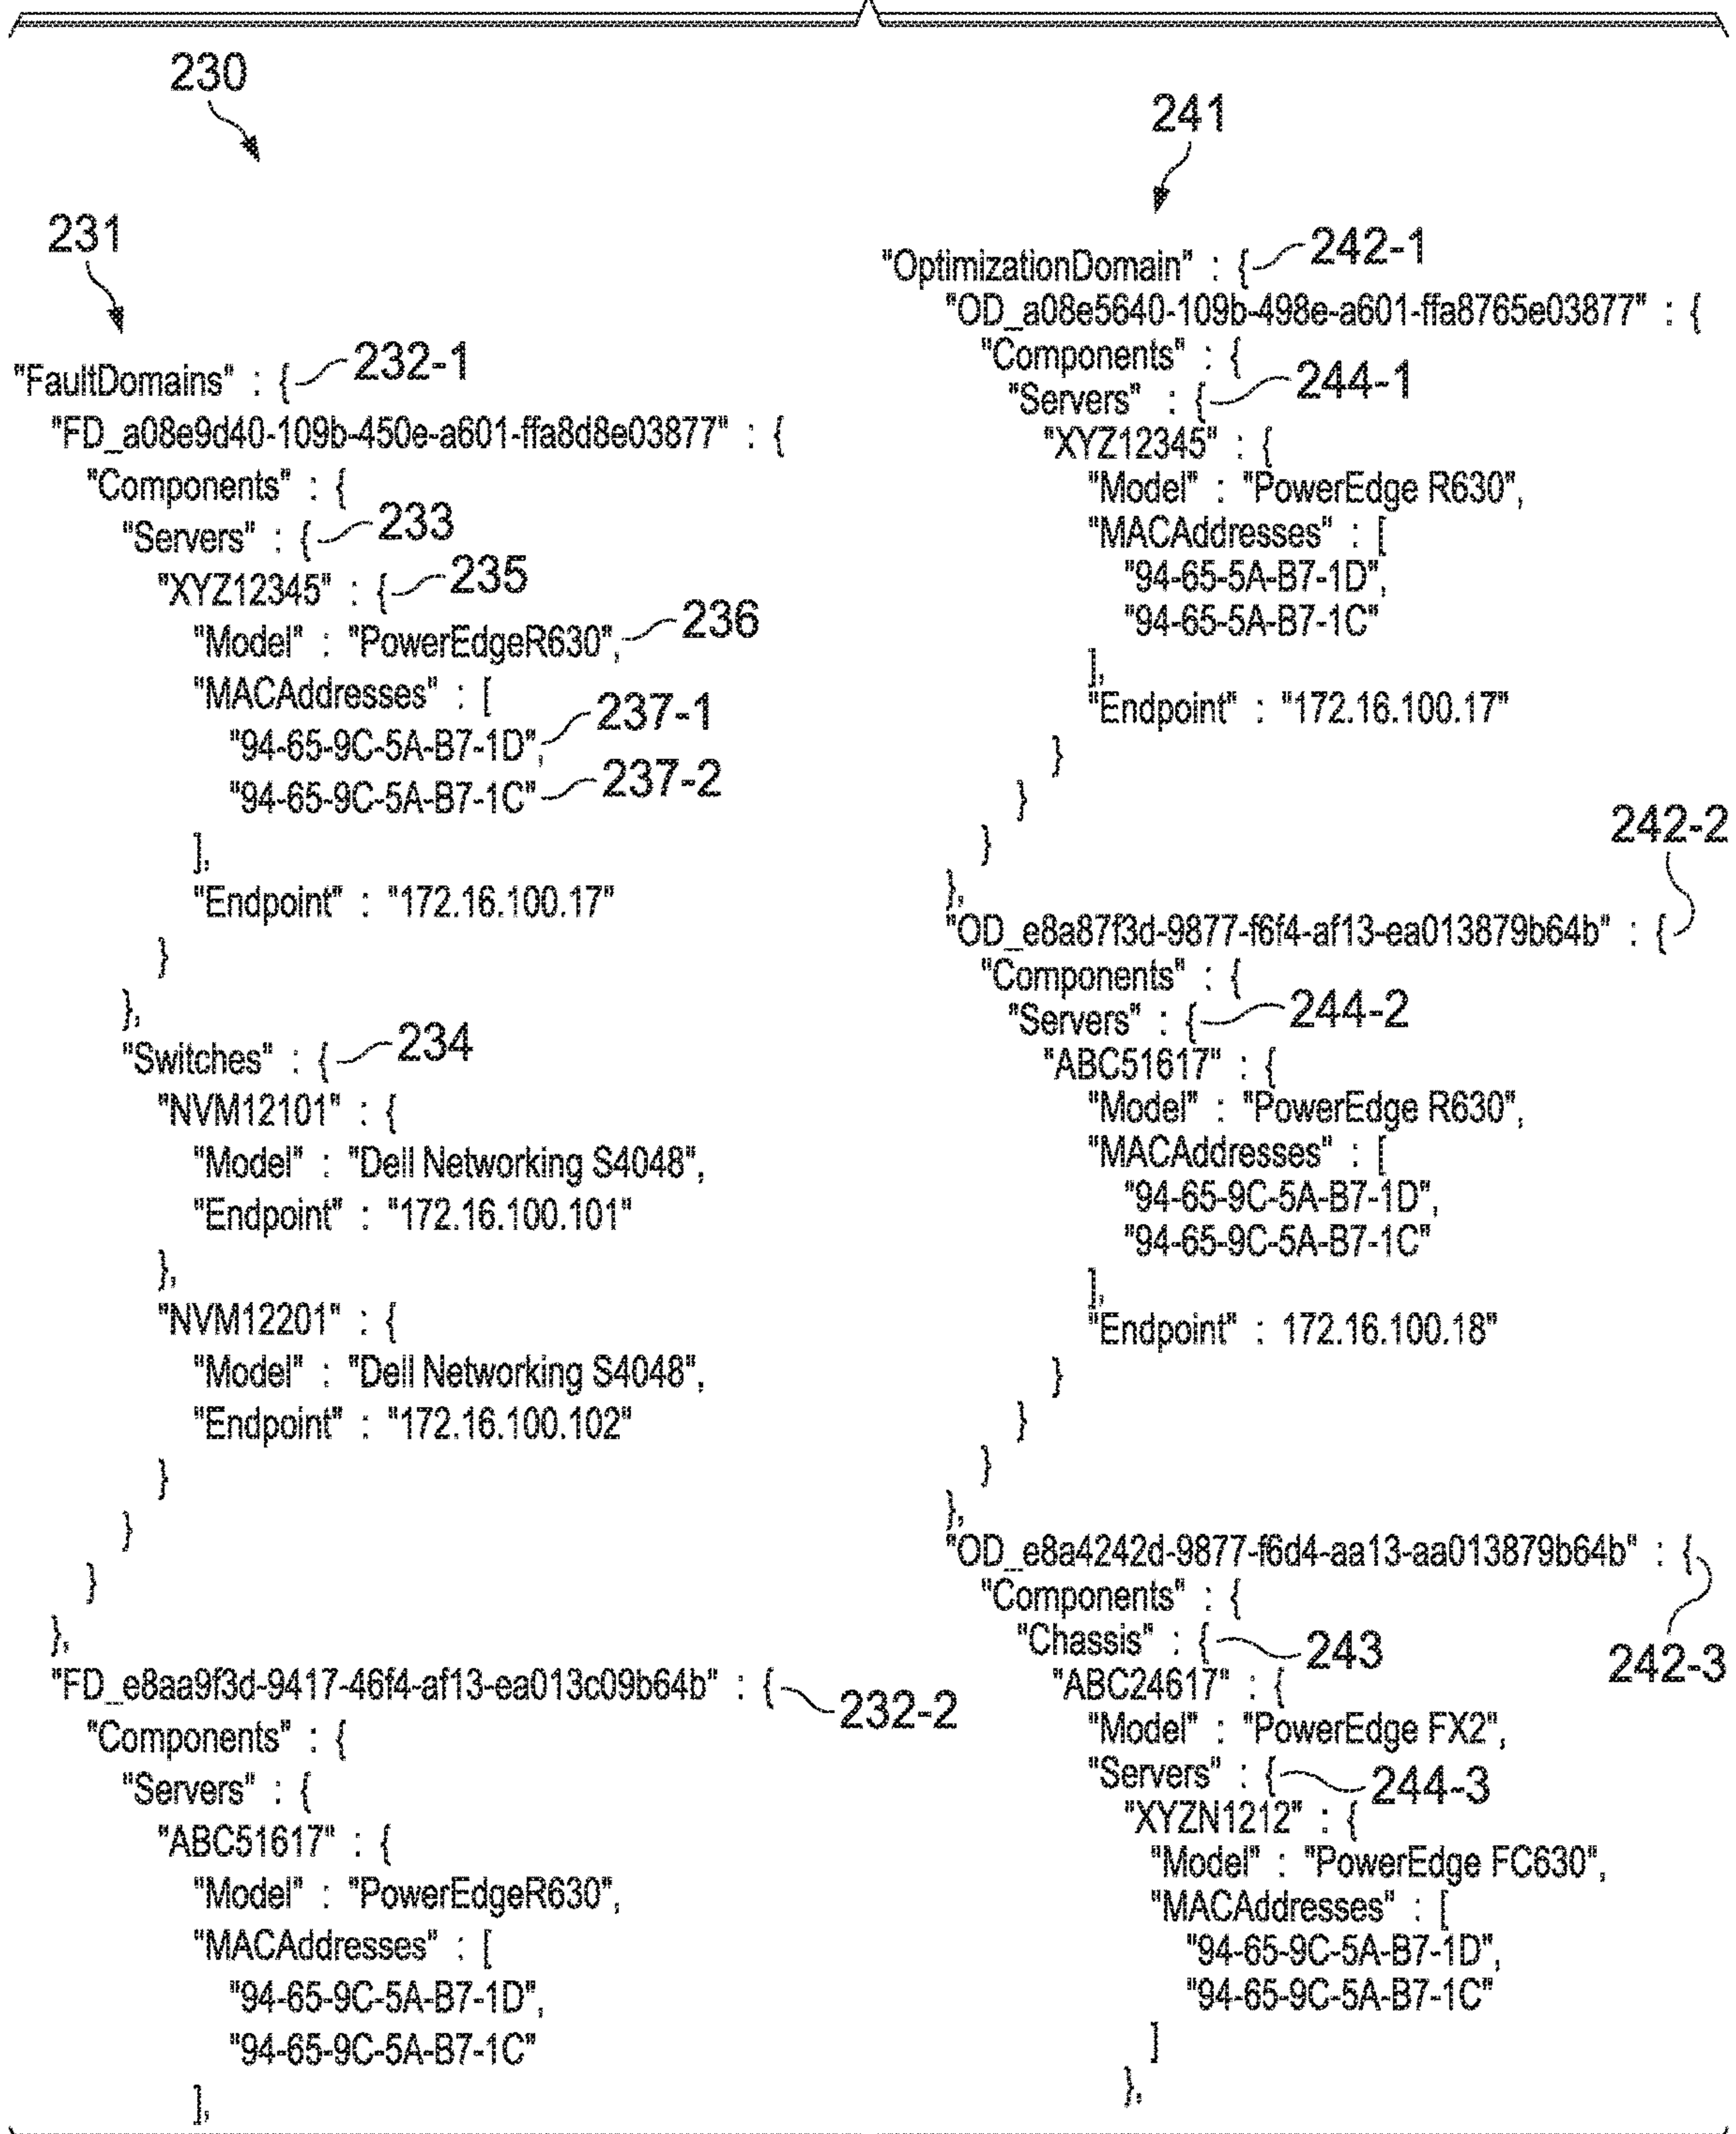 230
231
"FaultDomains" : { 232-1
"FD_a08e9d40-109b-450e-a601-ffa8d8e03877" : {
"Components" : {
"Servers" : { 233
"XYZ12345" : { 235
"Model" : "PowerEdgeR630", 236
"MACAddresses" : [
"94-65-9C-5A-B7-1D", 237-1
"94-65-9C-5A-B7-1C" 237-2
],
"Endpoint" : "172.16.100.17"
}
},
"Switches" : { 234
"NVM12101" : {
"Model" : "Dell Networking S4048",
"Endpoint" : "172.16.100.101"
},
"NVM12201" : {
"Model" : "Dell Networking S4048",
"Endpoint" : "172.16.100.102"
}
}
}
},
"FD_e8aa9f3d-9417-46f4-af13-ea013c09b64b" : { 232-2
"Components" : {
"Servers" : {
"ABC51617" : {
"Model" : "PowerEdgeR630",
"MACAddresses" : [
"94-65-9C-5A-B7-1D",
"94-65-9C-5A-B7-1C"
],
241
"OptimizationDomain" : { 242-1
"OD_a08e5640-109b-498e-a601-ffa8765e03877" : {
"Components" : {
"Servers" : { 244-1
"XYZ12345" : {
"Model" : "PowerEdge R630",
"MACAddresses" : [
"94-65-5A-B7-1D",
"94-65-5A-B7-1C"
],
"Endpoint" : "172.16.100.17"
}
}
}
},
242-2
"OD_e8a87f3d-9877-f6f4-af13-ea013879b64b" : {
"Components" : {
"Servers" : { 244-2
"ABC51617" : {
"Model" : "PowerEdge R630",
"MACAddresses" : [
"94-65-9C-5A-B7-1D",
"94-65-9C-5A-B7-1C"
],
"Endpoint" : 172.16.100.18"
}
}
}
},
"OD_e8a4242d-9877-f6d4-aa13-aa013879b64b" : {
"Components" : {
"Chassis" : { 243
242-3
"ABC24617" : {
"Model" : "PowerEdge FX2",
"Servers" : { 244-3
"XYZN1212" : {
"Model" : "PowerEdge FC630",
"MACAddresses" : [
"94-65-9C-5A-B7-1D",
"94-65-9C-5A-B7-1C"
]
},